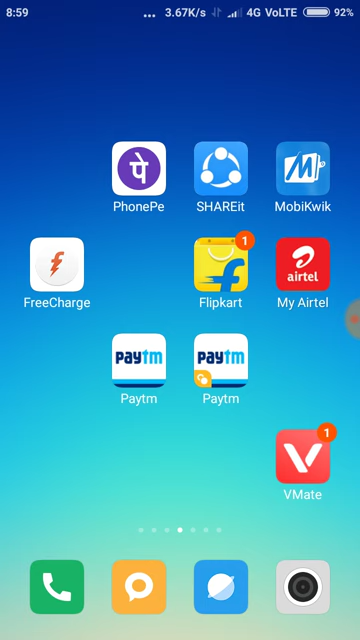 8:59 ... 3.67K/s 4G VoLTE 92%
पे
PhonePe SHAREit MobiKwik
1
airtel
FreeCharge Flipkart My Airtel
paytm paytm
Paytm Paytm
1
VMate